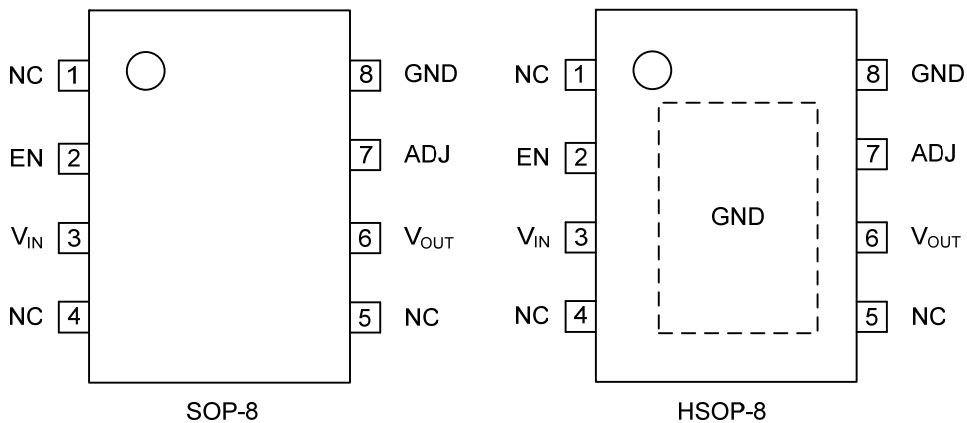 NC 1 8 GND
EN 2 7 ADJ
VIN 3 6 VOUT
NC 4 5 NC
SOP-8
NC 1 8 GND
EN 2 7 ADJ
GND
VIN 3 6 VOUT
NC 4 5 NC
HSOP-8